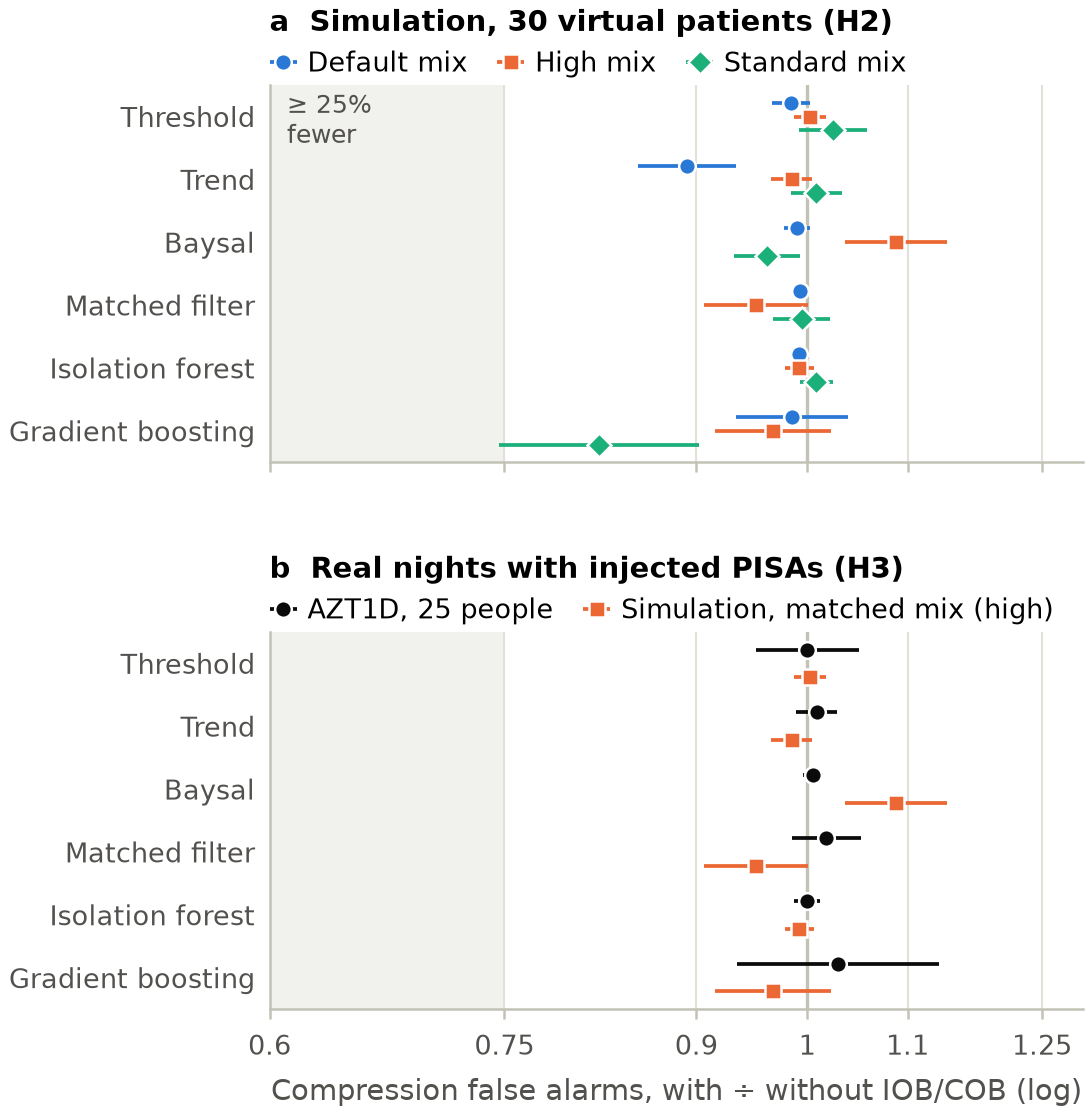 a Simulation, 30 virtual patients (H2)
Default mix High mix Standard mix
≥ 25%
fewer
Threshold
Trend
Baysal
Matched filter
Isolation forest
Gradient boosting
b Real nights with injected PISAs (H3)
AZT1D, 25 people Simulation, matched mix (high)
Threshold
Trend
Baysal
Matched filter
Isolation forest
Gradient boosting
0.6 0.75 0.9 1 1.1 1.25
Compression false alarms, with ÷ without IOB/COB (log)